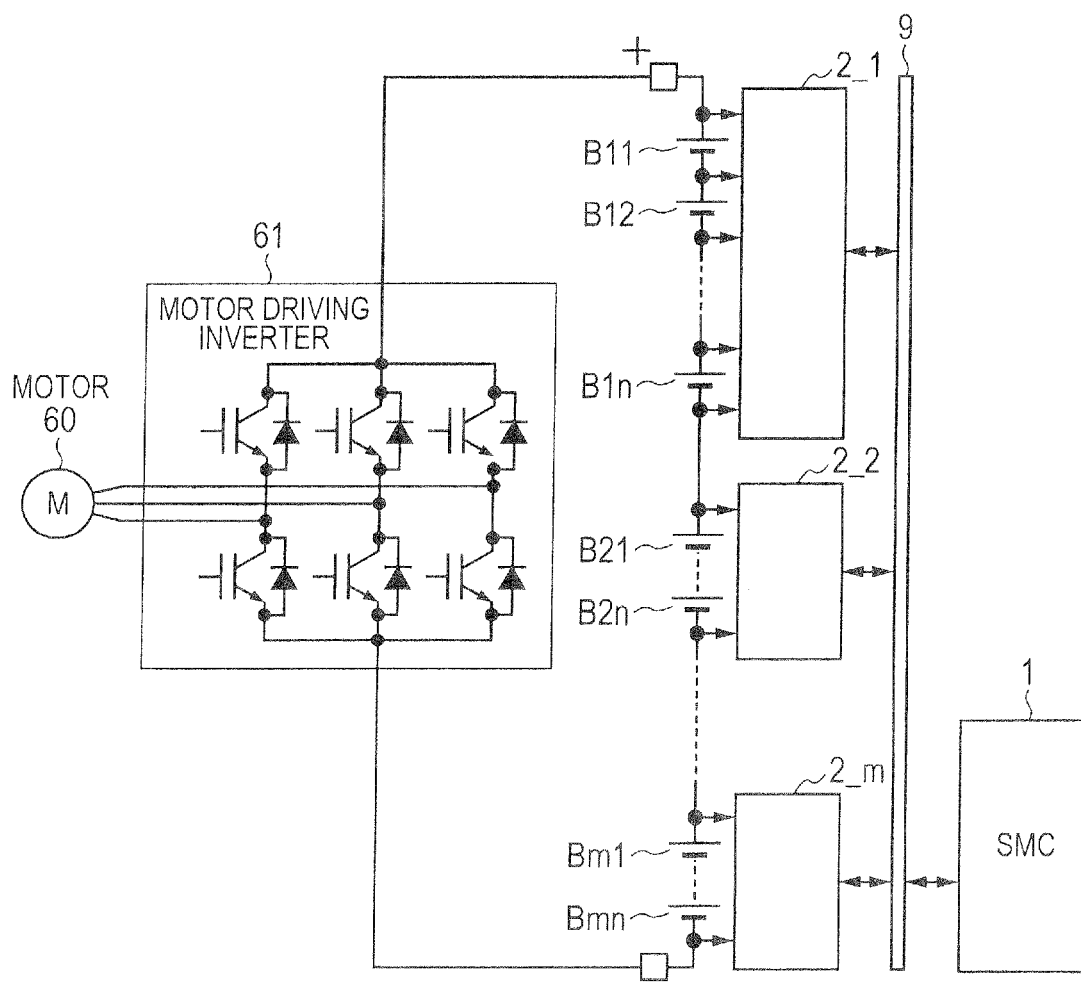 9
+
2_1
B11
B12
61
MOTOR DRIVING
INVERTER
B1n
MOTOR
60
M
2_2
B21
B2n
1
2_m
Bm1
SMC
Bmn